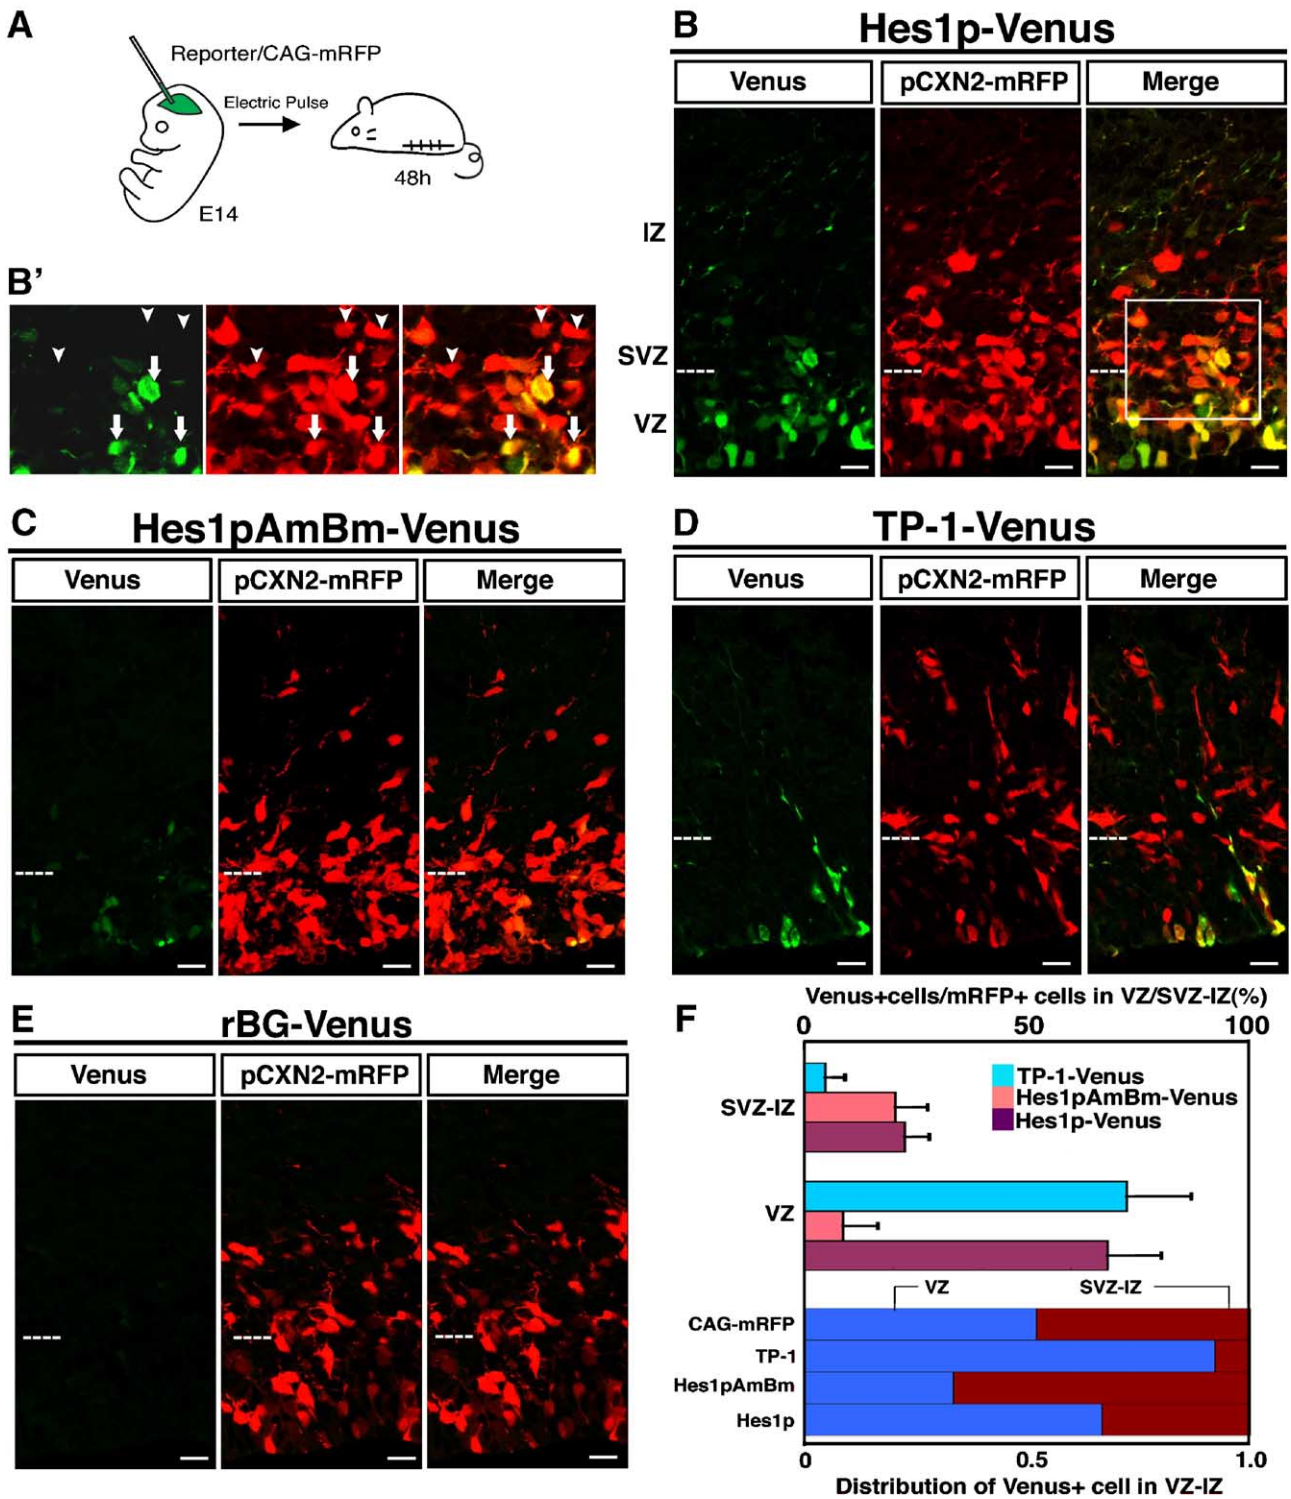 A
Reporter/CAG-mRFP
Electric Pulse
48h
E14
B
Hes1p-Venus
Venus
pCXN2-mRFP
Merge
IZ
SVZ
VZ
B’
C
Hes1pAmBm-Venus
Venus
pCXN2-mRFP
Merge
D
TP-1-Venus
Venus
pCXN2-mRFP
Merge
E
rBG-Venus
Venus
pCXN2-mRFP
Merge
F
Venus+cells/mRFP+ cells in VZ/SVZ-IZ(%)
0 50 100
TP-1-Venus
Hes1pAmBm-Venus
Hes1p-Venus
SVZ-IZ
VZ
VZ SVZ-IZ
CAG-mRFP
TP-1
Hes1pAmBm
Hes1p
0 0.5 1.0
Distribution of Venus+ cell in VZ-IZ